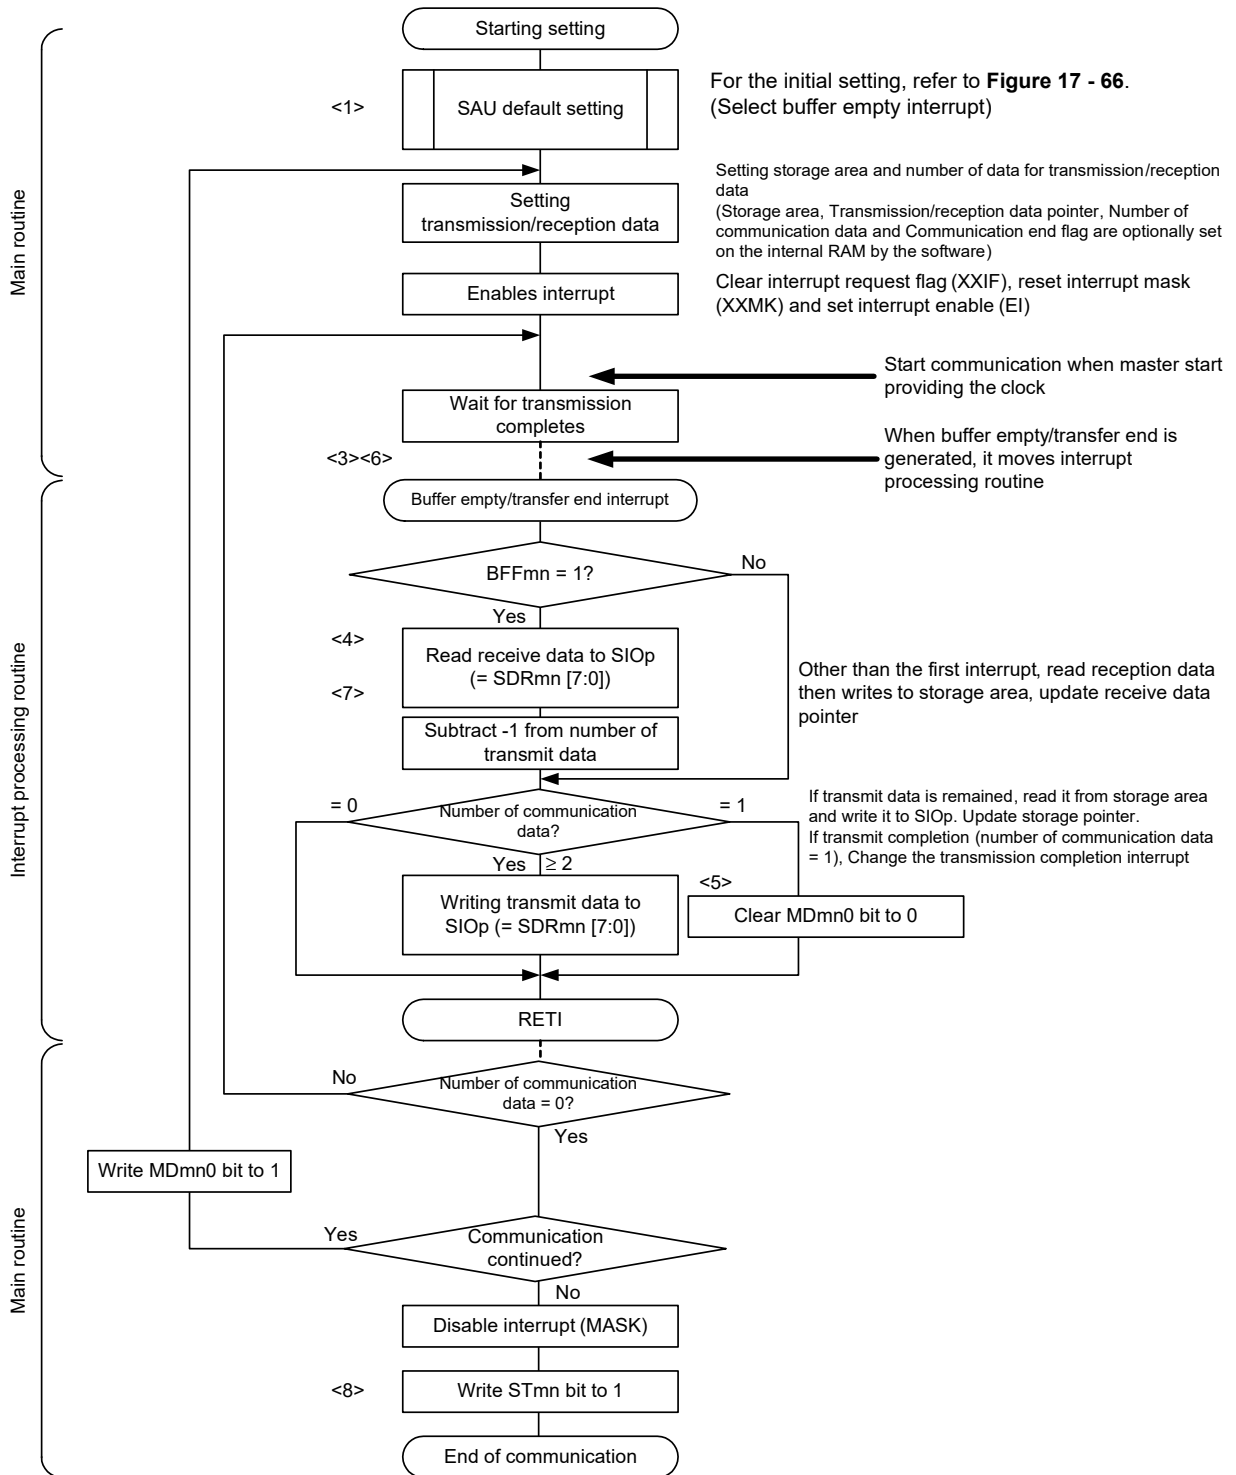 Starting setting
<1>
SAU default setting
For the initial setting, refer to Figure 17 - 66.
(Select buffer empty interrupt)
Main routine
Setting
transmission/reception data
Setting storage area and number of data for transmission/reception
data
(Storage area, Transmission/reception data pointer, Number of
communication data and Communication end flag are optionally set
on the internal RAM by the software)
Enables interrupt
Clear interrupt request flag (XXIF), reset interrupt mask
(XXMK) and set interrupt enable (EI)
Start communication when master start
providing the clock
Wait for transmission
completes
<3><6>
When buffer empty/transfer end is
generated, it moves interrupt
processing routine
Buffer empty/transfer end interrupt
BFFmn = 1?
No
Yes
Interrupt processing routine
<4>
Read receive data to SIOp
(= SDRmn [7:0])
<7>
Other than the first interrupt, read reception data
then writes to storage area, update receive data
pointer
Subtract -1 from number of
transmit data
= 0
Number of communication
data?
= 1
If transmit data is remained, read it from storage area
and write it to SIOp. Update storage pointer.
If transmit completion (number of communication data
= 1), Change the transmission completion interrupt
Yes ≥ 2
<5>
Writing transmit data to
SIOp (= SDRmn [7:0])
Clear MDmn0 bit to 0
RETI
No
Number of communication
data = 0?
Yes
Write MDmn0 bit to 1
Main routine
Yes
Communication
continued?
No
Disable interrupt (MASK)
<8>
Write STmn bit to 1
End of communication